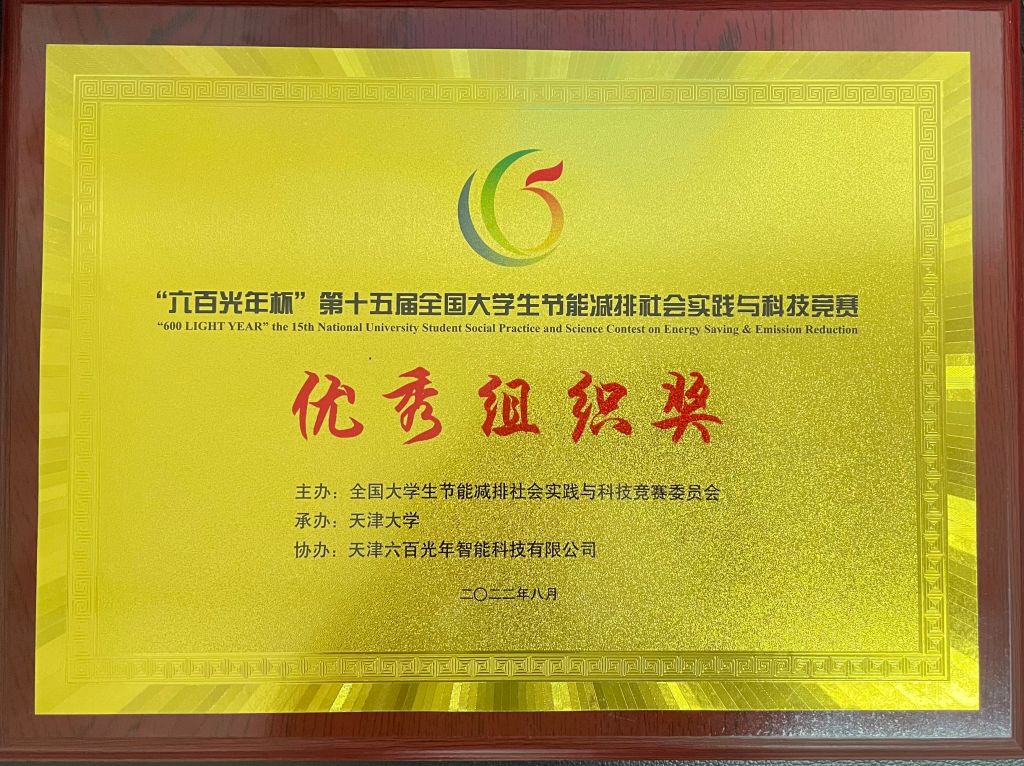 “六百光年杯”第十五届全国大学生节能减排社会实践与科技竞赛
“600 LIGHT YEAR” the 15th National University Student Social Practice and Science Contest on Energy Saving & Emission Reduction
优秀组织奖
主办：全国大学生节能减排社会实践与科技竞赛委员会
承办：天津大学
协办：天津六百光年智能科技有限公司
二〇二二年八月